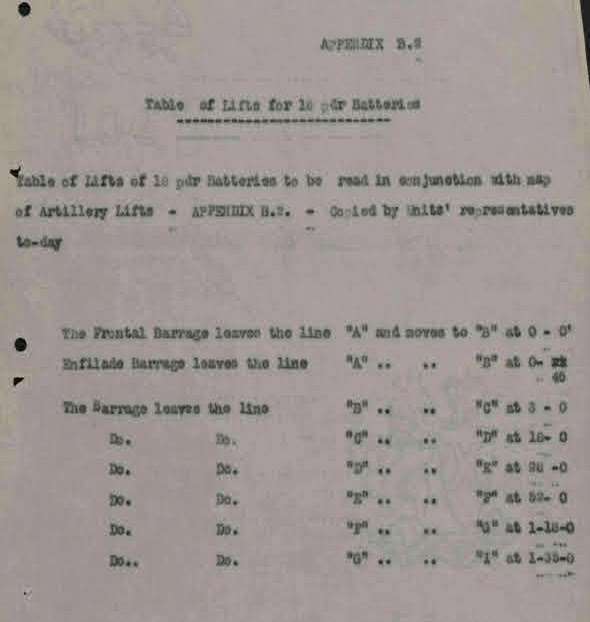 APPENDIX B.2
Table of Lifts for 18 pdr Batteries
Table of Lifts of 18 pdr Batteries to be read in conjunction with map
of Artillery Lifts - APPENDIX B.2. - Copied by Units' representatives
to-day
The Frontal Barrage leaves the line "A" and moves to "B" at 0 - 0'
Enfilade Barrage leaves the line "A" .. .. "B" at 0-
45
The Barrage leaves the line "B" .. .. "C" at 3 - 0
Do. Do. "C" .. .. "D" at 18- 0
Do. Do. "D" .. .. "E" at -0
Do. Do. "E" .. .. "F" at 52- 0
Do. Do. "F" .. .. "G" at 1-18-0
Do.. Do. "G" .. .. "I" at 1-35-0